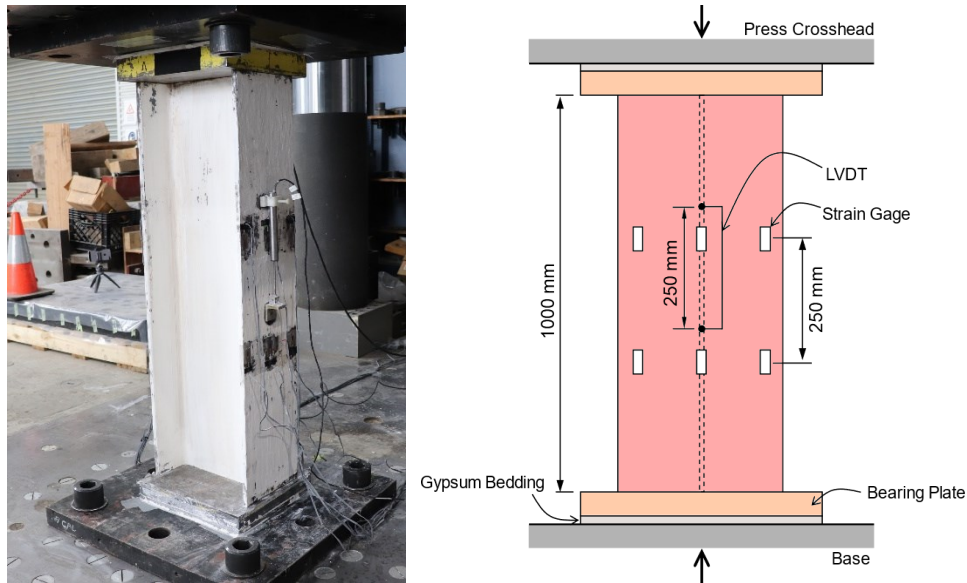 Press Crosshead
LVDT
Strain Gage
1000 mm
250 mm
250 mm
Gypsum Bedding
Bearing Plate
Base